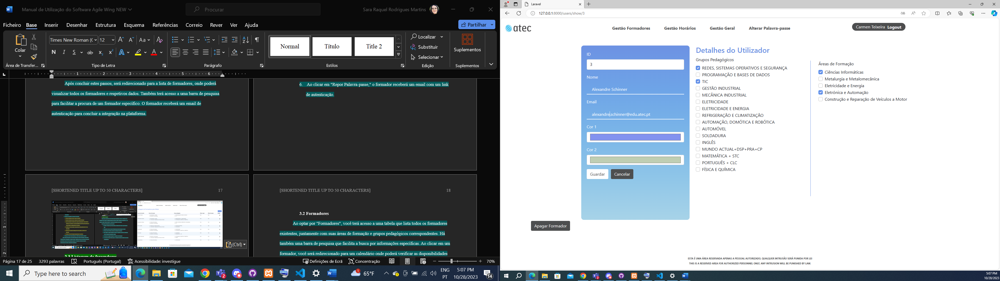 Manual de Utilização do Software Agile Wing NEW
Procurar
Sara Raquel Rodrigues Martins
Ficheiro Base Inserir Desenhar Estrutura Esquema Referências Correio Rever Ver Ajuda
Partilhar
Colar
Times New Roman (C 12
Aa
N I S ab x₂ x²
Normal
Título
Title 2
Localizar
Substituir
Selecionar
Suplementos
Área de Transfer...
Tipo de Letra
Parágrafo
Estilos
Edição
Suplementos
1 2 3 4 5 6
Após concluir estes passos, será redirecionado para a lista de formadores, onde poderá
visualizar todos os formadores e respetivos dados. Também terá acesso a uma barra de pesquisa
para facilitar a procura de um formador específico. O formador receberá um email de
autenticação para concluir a integração na plataforma.
6. Ao clicar em "Repor Palavra-passe," o formador receberá um email com um link
de autenticação.
[SHORTENED TITLE UP TO 50 CHARACTERS] 17
(Ctrl)
2.3 Listagem de foramdores
[SHORTENED TITLE UP TO 50 CHARACTERS] 18
3.2 Formadores
Ao optar por "Formadores", você terá acesso a uma tabela que lista todos os formadores
existentes, juntamente com suas áreas de formação e grupos pedagógicos correspondentes. Há
também uma barra de pesquisa que facilita a busca por informações específicas. Ao clicar em um
formador, você será redirecionado para um calendário onde poderá verificar as disponibilidades
Página 17 de 25 3293 palavras Português (Portugal) Acessibilidade: investigue
Definições de Ecrã Concentração 70%
Type here to search
65°F
ENG
PT
5:07 PM
10/28/2023
14
Laravel
127.0.0.1:8000/users/show/3
atec
Gestão Formadores Gestão Horários Gestão Geral Alterar Palavra-passe
Carmen Teixeira Logout
ID
3
Nome
Alexandre Schinner
Email
alexandre.schinner@edu.atec.pt
Cor 1
Cor 2
Guardar Cancelar
Detalhes do Utilizador
Grupos Pedagógicos
REDES, SISTEMAS OPERATIVOS E SEGURANÇA
PROGRAMAÇÃO E BASES DE DADOS
TIC
GESTÃO INDUSTRIAL
MECÂNICA INDUSTRIAL
ELETRICIDADE
ELETRICIDADE E ENERGIA
REFRIGERAÇÃO E CLIMATIZAÇÃO
AUTOMAÇÃO, DOMÓTICA E ROBÓTICA
AUTOMÓVEL
SOLDADURA
INGLÊS
MUNDO ACTUAL+DSP+PRA+CP
MATEMÁTICA + STC
PORTUGUÊS + CLC
FÍSICA E QUÍMICA
Áreas de Formação
Ciências Informáticas
Metalurgia e Metalomecânica
Eletricidade e Energia
Eletrónica e Automação
Construção e Reparação de Veículos a Motor
Apagar Formador
ESTA É UMA ÁREA RESERVADA APENAS A PESSOAL AUTORIZADO, QUALQUER INTRUSÃO SERÁ PUNIDA POR LEI
THIS IS A RESERVED AREA FOR AUTHORIZED PERSONNEL ONLY, ANY INTRUSION WILL BE PUNISHED BY LAW.
5:07 PM
10/28/2023